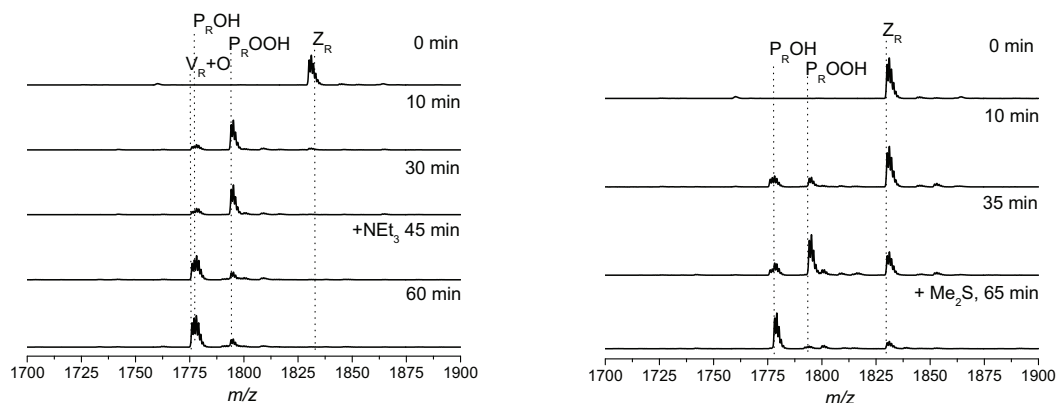 P_ROH
P_ROOH
Z_R
0 min
V_R+O
10 min
30 min
+NEt_3 45 min
60 min
1700 1725 1750 1775 1800 1825 1850 1875 1900
m/z
Z_R
0 min
P_ROH
P_ROOH
10 min
35 min
+ Me_2S, 65 min
1700 1725 1750 1775 1800 1825 1850 1875 1900
m/z